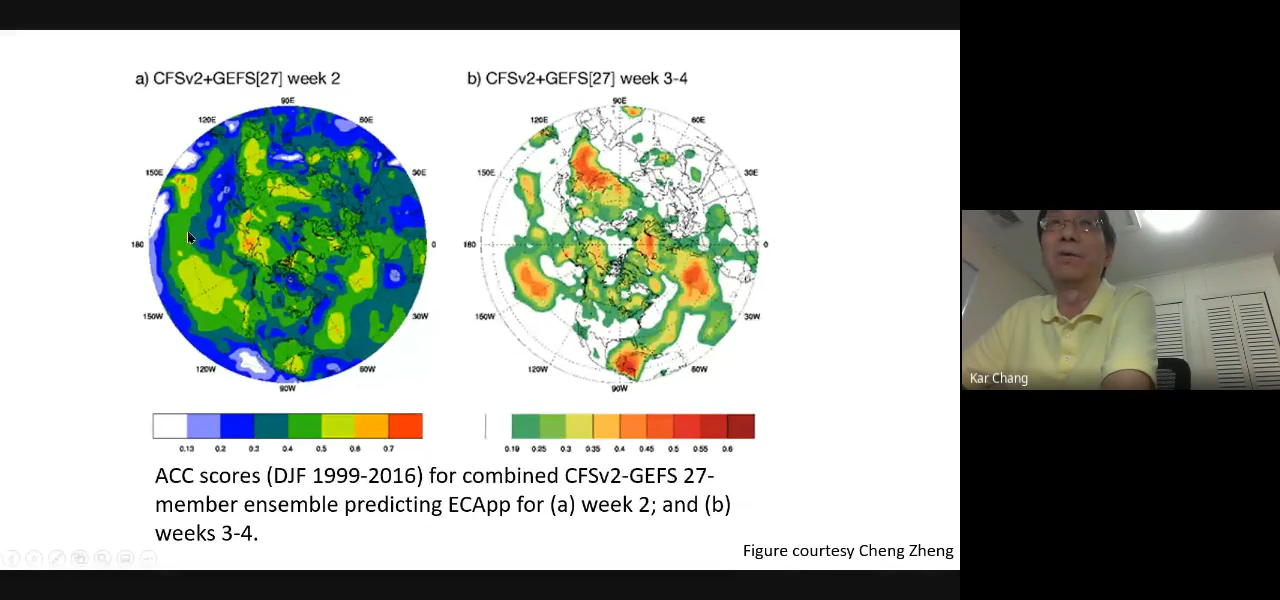 a) CFSv2+GEFS[27] week 2
b) CFSv2+GEFS[27] week 3-4
90E
120E
60E
150E
30E
180
0
150W
30W
120W
60W
90W
90E
120E
60E
150E
30E
180
0
150W
30W
120W
60W
90W
0.13 0.2 0.3 0.4 0.5 0.6 0.7
0.19 0.25 0.3 0.35 0.4 0.45 0.5 0.55 0.6
ACC scores (DJF 1999-2016) for combined CFSv2-GEFS 27-
member ensemble predicting ECApp for (a) week 2; and (b)
weeks 3-4.
Figure courtesy Cheng Zheng
Kar Chang